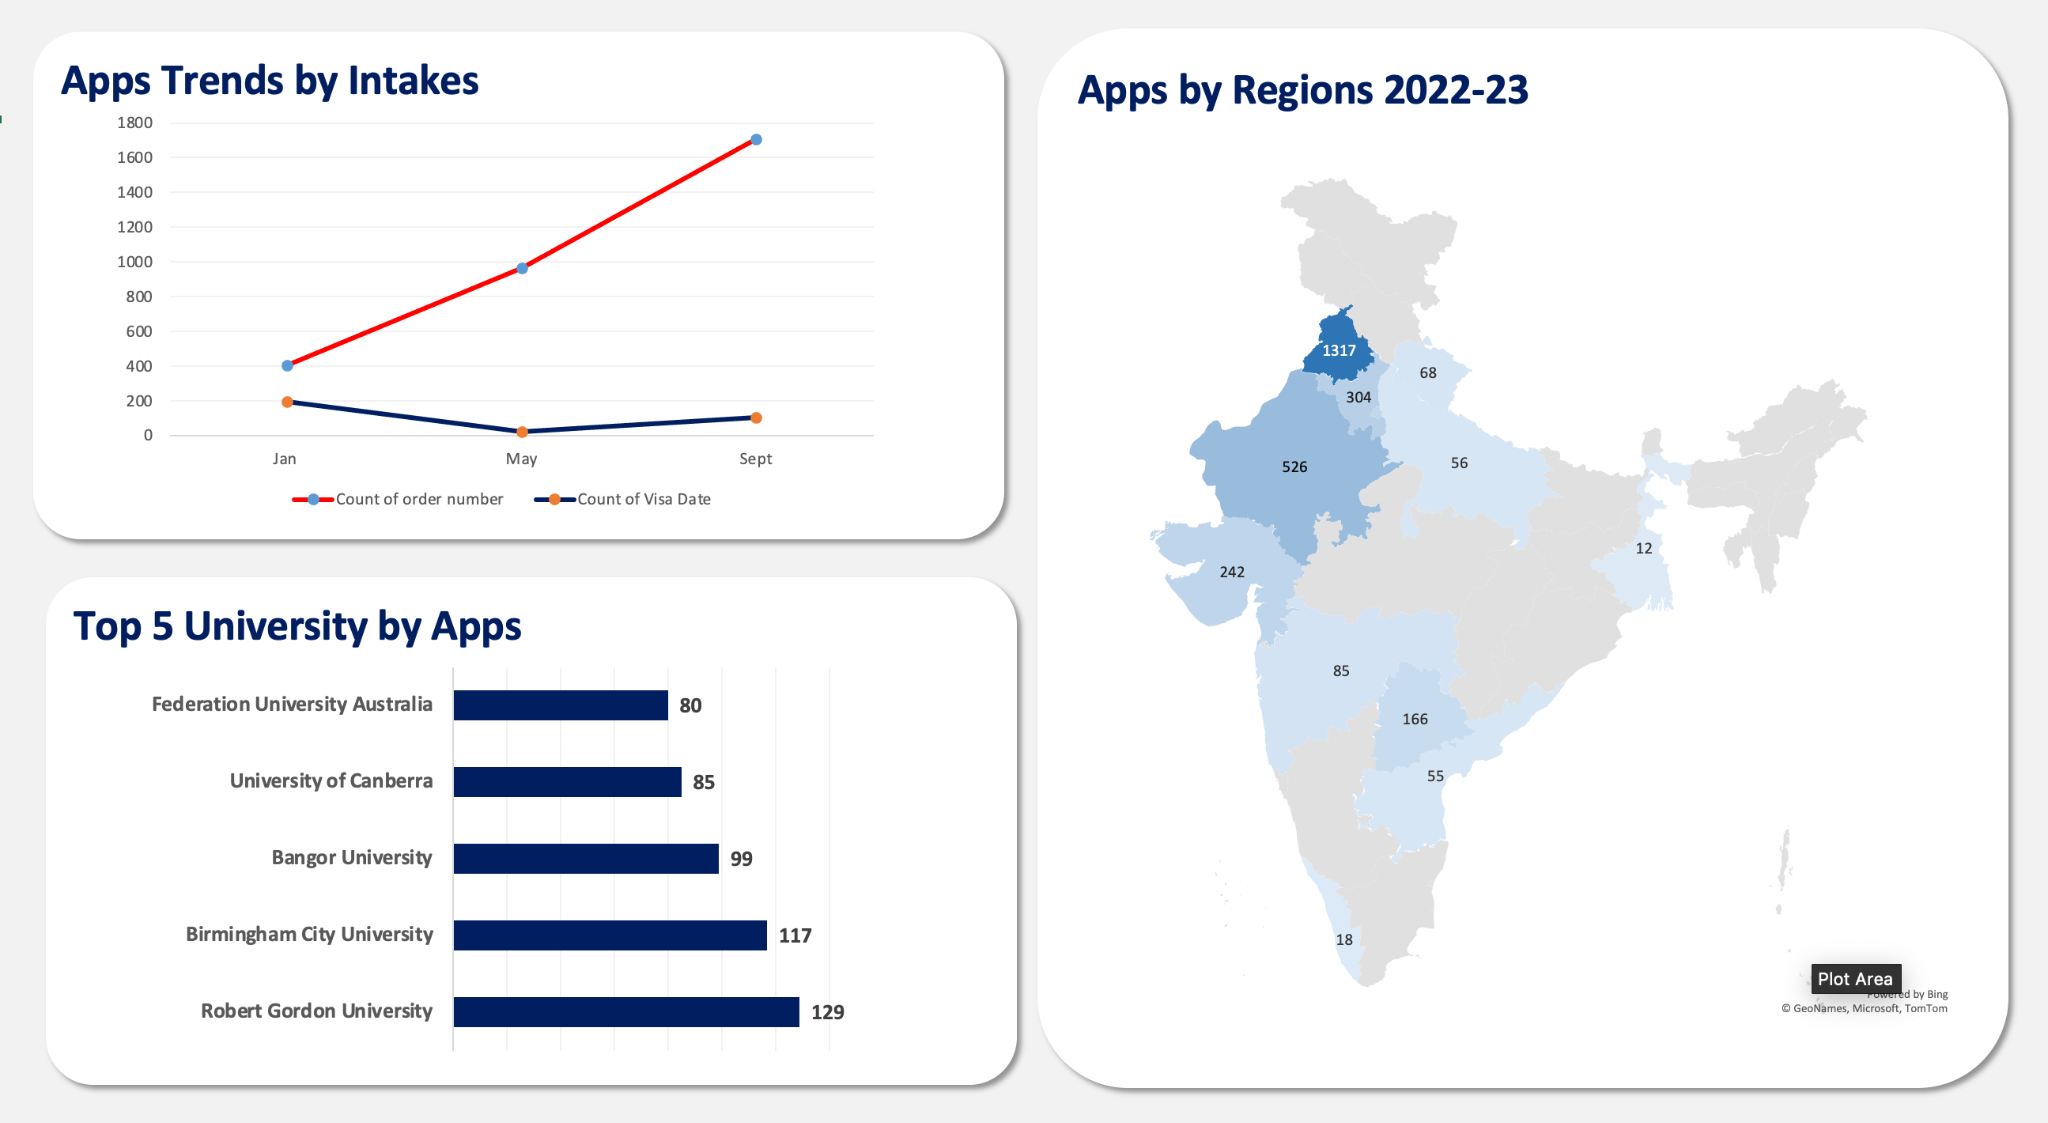 Apps Trends by Intakes
1800
1600
1400
1200
1000
800
600
400
200
0
Jan May Sept
Count of order number Count of Visa Date
Top 5 University by Apps
Federation University Australia 80
University of Canberra 85
Bangor University 99
Birmingham City University 117
Robert Gordon University 129
Apps by Regions 2022-23
1317
68
304
526
56
12
242
85
166
55
18
Plot Area
Powered by Bing
© GeoNames, Microsoft, TomTom